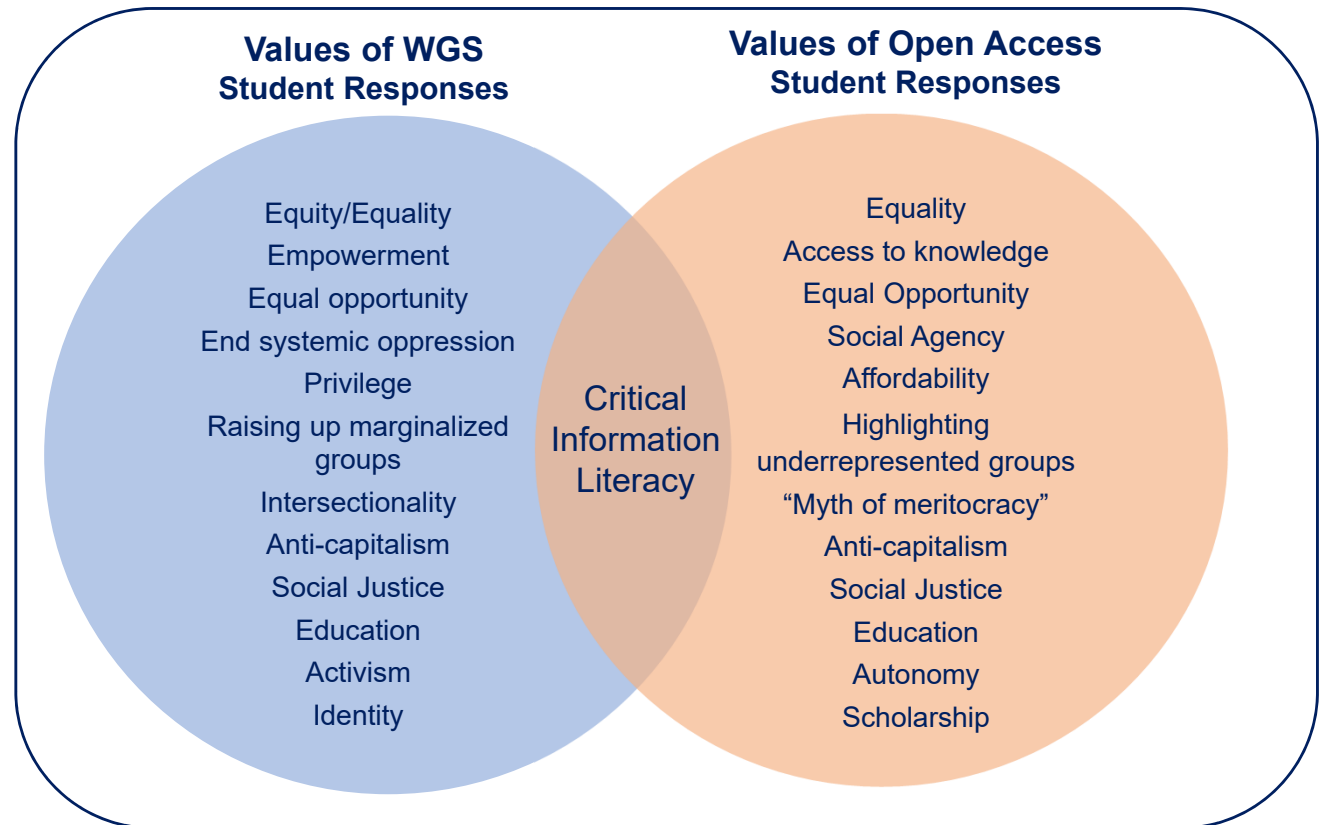 Values of WGS
Student Responses
Values of Open Access
Student Responses
Equity/Equality
Empowerment
Equal opportunity
End systemic oppression
Privilege
Raising up marginalized
groups
Intersectionality
Anti-capitalism
Social Justice
Education
Activism
Identity
Critical
Information
Literacy
Equality
Access to knowledge
Equal Opportunity
Social Agency
Affordability
Highlighting
underrepresented groups
“Myth of meritocracy”
Anti-capitalism
Social Justice
Education
Autonomy
Scholarship